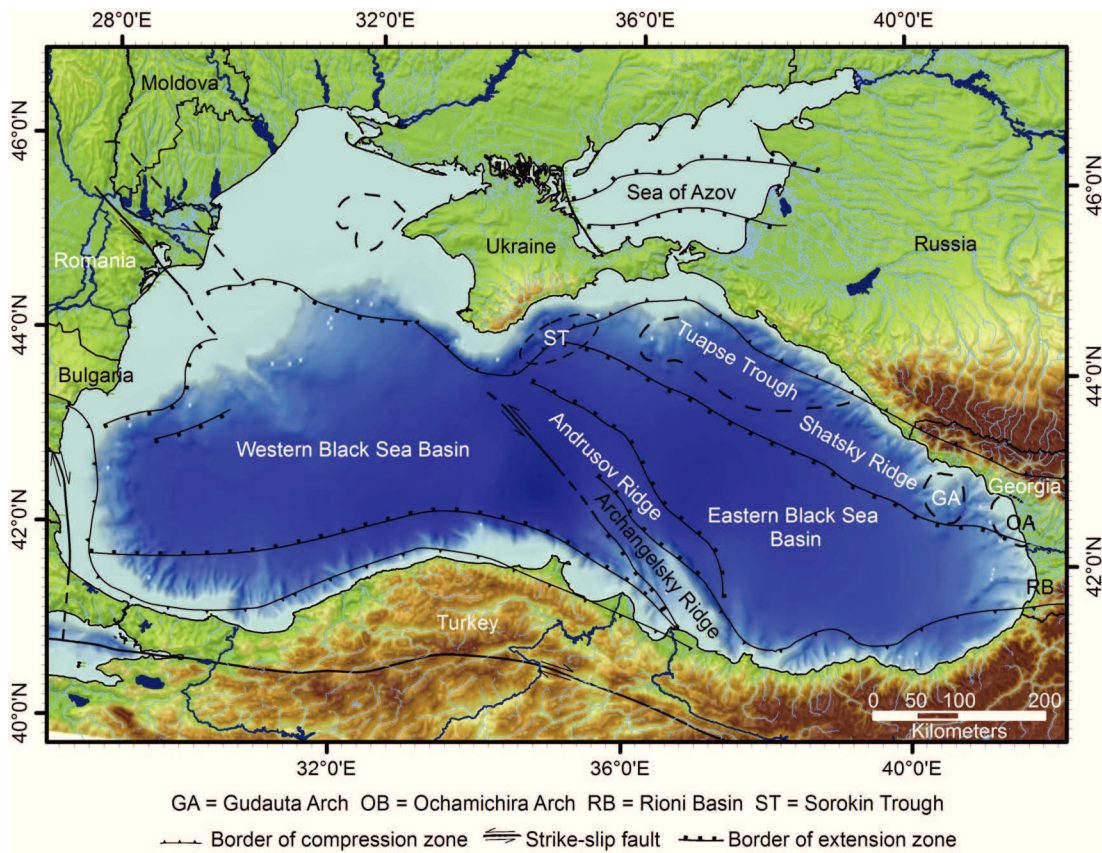 28°0'E 32°0'E 36°0'E 40°0'E
Moldova
46°0'N
46°0'N
Sea of Azov
Ukraine
Russia
Romania
44°0'N
ST
Tuapse Trough
44°0'N
Bulgaria
Shatsky Ridge
Andrusov Ridge
Western Black Sea Basin
Georgia
GA
Archangelsky Ridge
Eastern Black Sea
Basin
OA
42°0'N
42°0'N
RB
Turkey
40°0'N
0 50 100 200
Kilometers
32°0'E 36°0'E 40°0'E
GA = Gudauta Arch OB = Ochamichira Arch RB = Rioni Basin ST = Sorokin Trough
Border of compression zone Strike-slip fault Border of extension zone